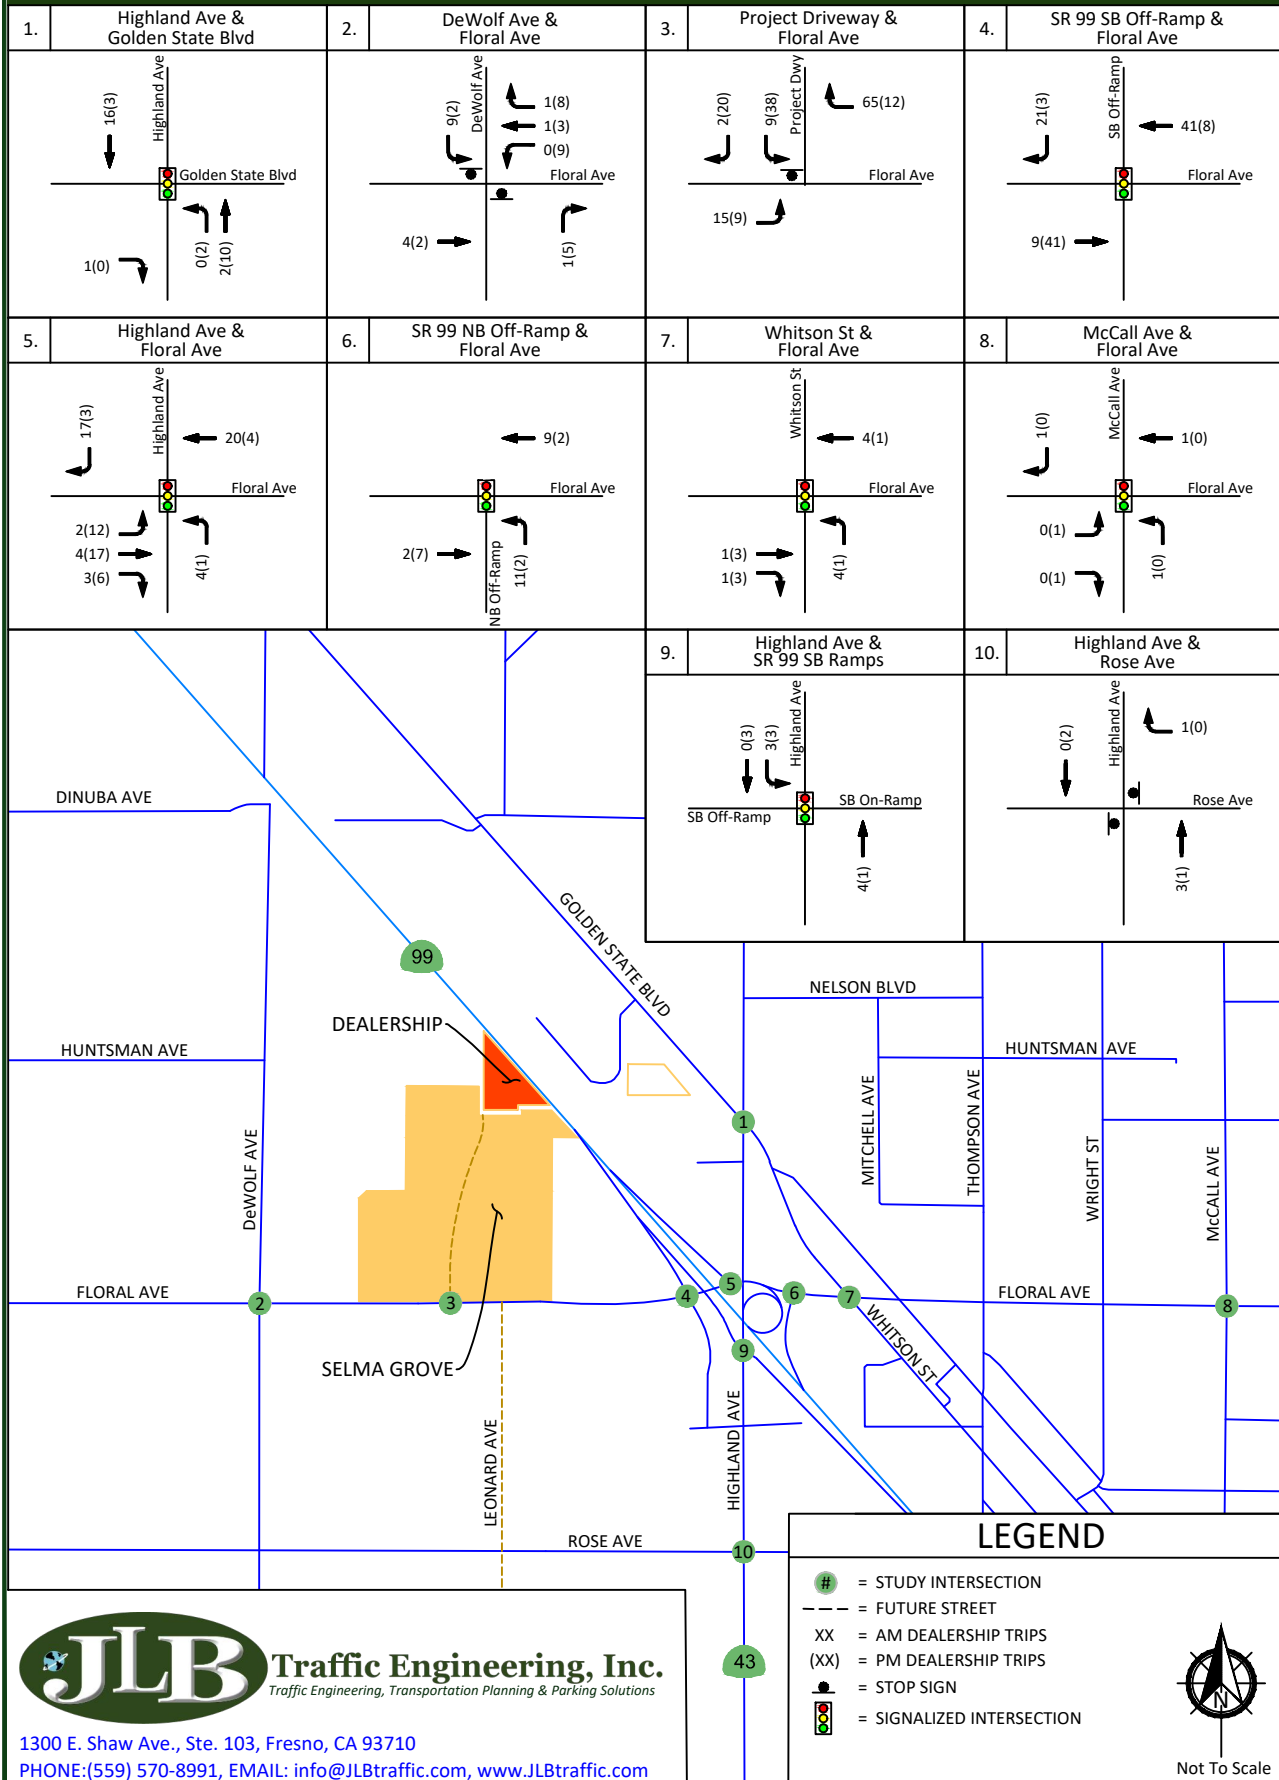 1.
Highland Ave &
Golden State Blvd
16(3)
Highland Ave
Golden State Blvd
1(0)
0(2)
2(10)
2.
DeWolf Ave &
Floral Ave
9(2)
DeWolf Ave
1(8)
1(3)
0(9)
Floral Ave
4(2)
1(5)
3.
Project Driveway &
Floral Ave
2(20)
9(38)
Project Dwy
65(12)
Floral Ave
15(9)
4.
SR 99 SB Off-Ramp &
Floral Ave
21(3)
SB Off-Ramp
41(8)
Floral Ave
9(41)
5.
Highland Ave &
Floral Ave
17(3)
Highland Ave
20(4)
Floral Ave
2(12)
4(17)
3(6)
4(1)
6.
SR 99 NB Off-Ramp &
Floral Ave
9(2)
Floral Ave
2(7)
NB Off-Ramp
11(2)
7.
Whitson St &
Floral Ave
Whitson St
4(1)
Floral Ave
1(3)
1(3)
4(1)
8.
McCall Ave &
Floral Ave
1(0)
McCall Ave
1(0)
Floral Ave
0(1)
0(1)
1(0)
9.
Highland Ave &
SR 99 SB Ramps
0(3)
3(3)
Highland Ave
SB On-Ramp
SB Off-Ramp
4(1)
10.
Highland Ave &
Rose Ave
0(2)
Highland Ave
1(0)
Rose Ave
3(1)
DINUBA AVE
GOLDEN STATE BLVD
99
NELSON BLVD
DEALERSHIP
HUNTSMAN AVE
HUNTSMAN AVE
1
DeWOLF AVE
MITCHELL AVE
THOMPSON AVE
WRIGHT ST
McCALL AVE
FLORAL AVE
2
3
4
5
6
7
FLORAL AVE
8
WHITSON ST
9
SELMA GROVE
LEONARD AVE
HIGHLAND AVE
ROSE AVE
10
43
LEGEND
# = STUDY INTERSECTION
= FUTURE STREET
XX = AM DEALERSHIP TRIPS
(XX) = PM DEALERSHIP TRIPS
= STOP SIGN
= SIGNALIZED INTERSECTION
N
Not To Scale
JLB Traffic Engineering, Inc.
Traffic Engineering, Transportation Planning & Parking Solutions
1300 E. Shaw Ave., Ste. 103, Fresno, CA 93710
PHONE:(559) 570-8991, EMAIL: info@JLBtraffic.com, www.JLBtraffic.com